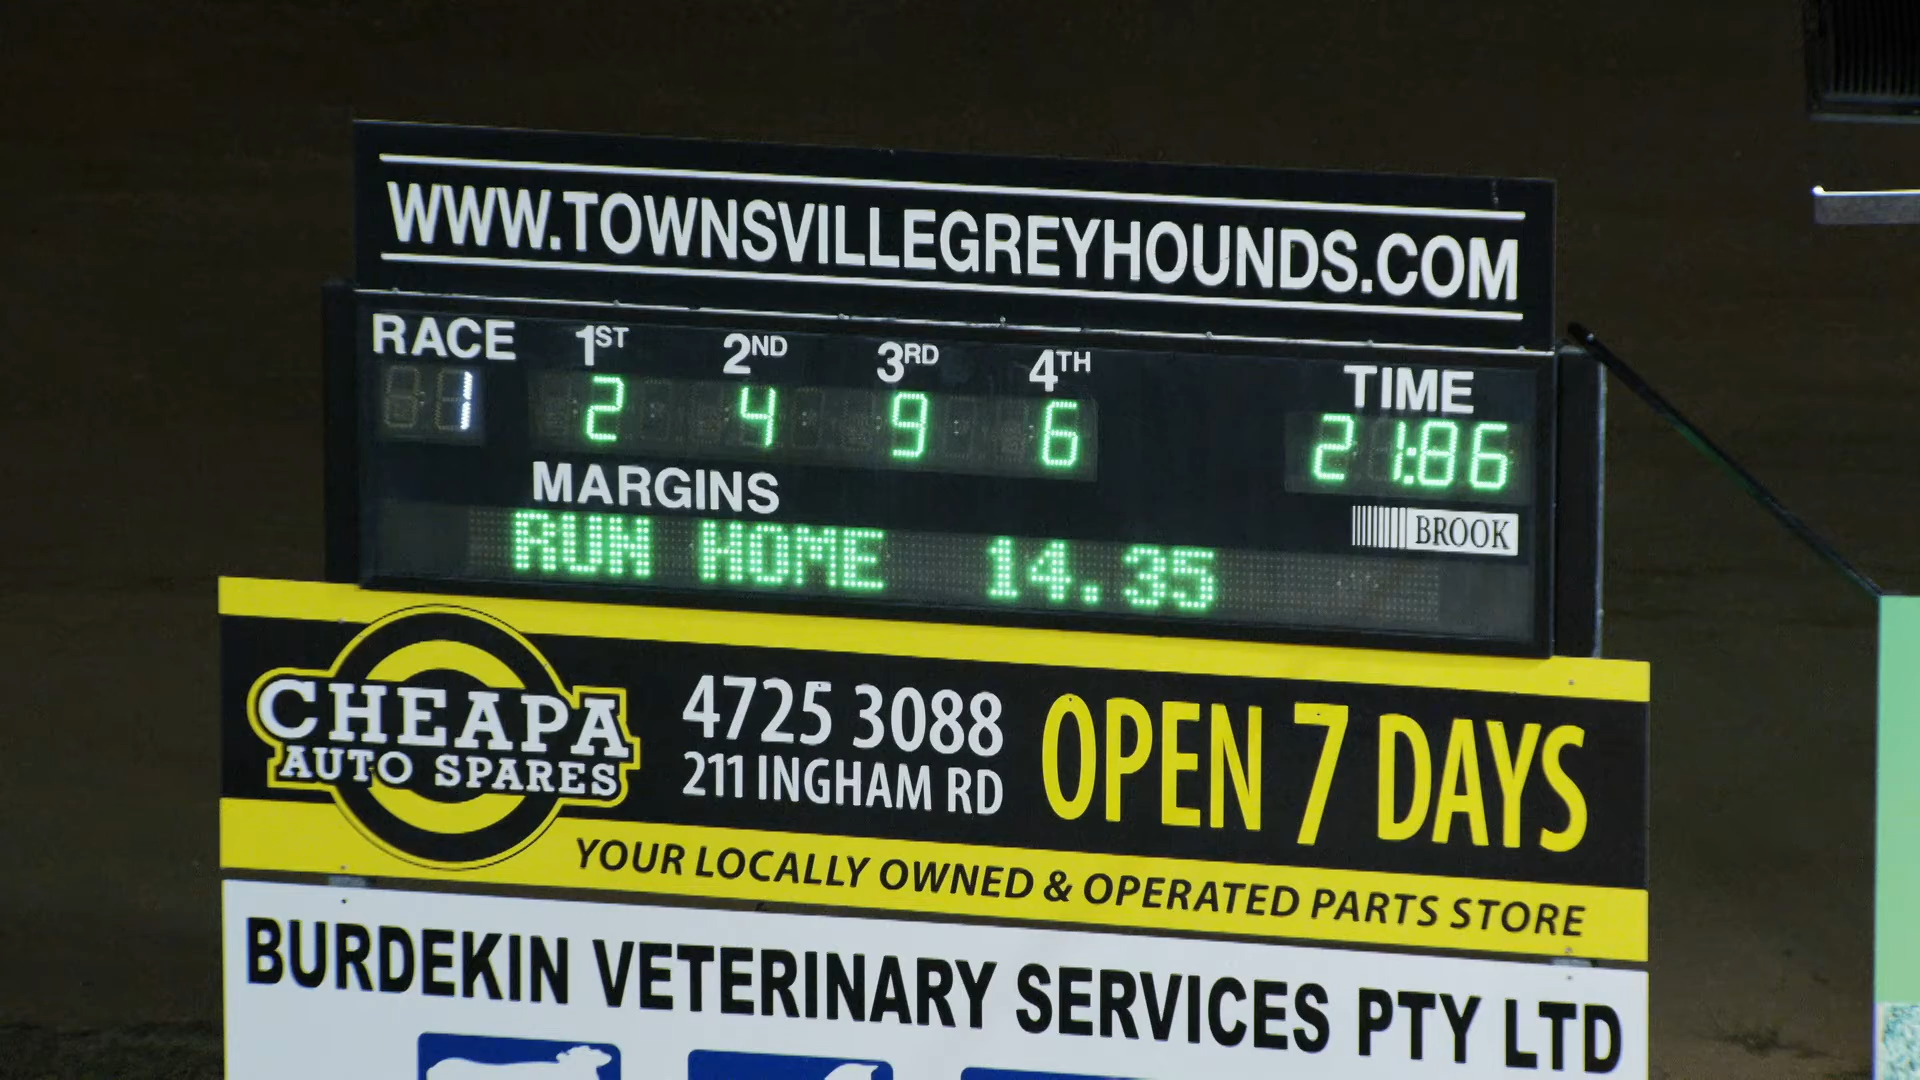 WWW.TOWNSVILLEGREYHOUNDS.COM
RACE 1ST 2ND 3RD 4TH TIME
1 2 4 9 6 21:86
MARGINS
BROOK
RUN HOME 14.35
CHEAPA
AUTO SPARES
4725 3088
211 INGHAM RD
OPEN 7 DAYS
YOUR LOCALLY OWNED & OPERATED PARTS STORE
BURDEKIN VETERINARY SERVICES PTY LTD